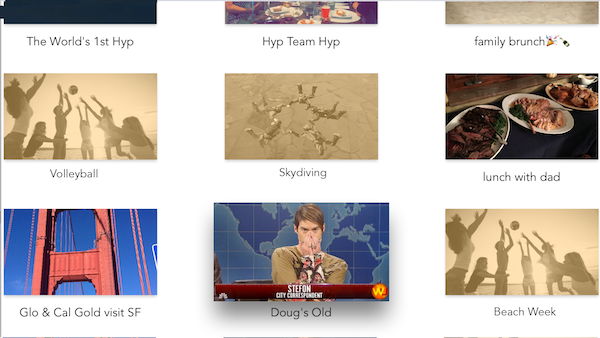 The World's 1st Hyp
Hyp Team Hyp
family brunch🎉🍾
Volleyball
Skydiving
lunch with dad
STEFON
CITY CORRESPONDENT
Glo & Cal Gold visit SF
Doug's Old
Beach Week